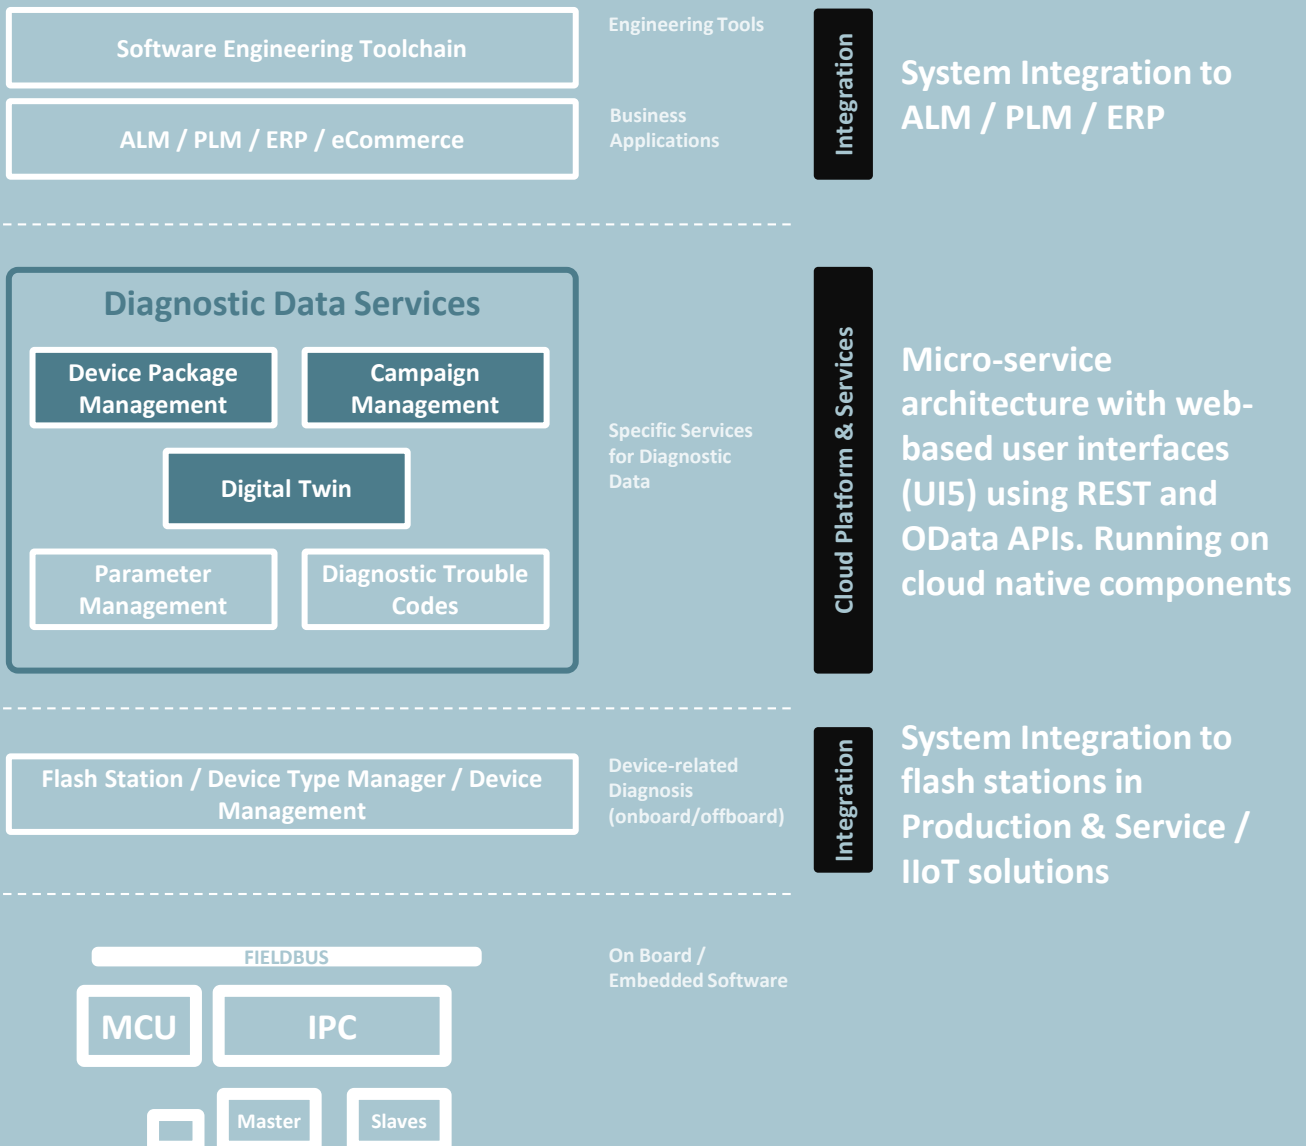 Software Engineering Toolchain
Engineering Tools
ALM / PLM / ERP / eCommerce
Business
Applications
Integration
System Integration to
ALM / PLM / ERP
Diagnostic Data Services
Device Package
Management
Campaign
Management
Digital Twin
Parameter
Management
Diagnostic Trouble
Codes
Specific Services
for Diagnostic
Data
Cloud Platform & Services
Micro-service
architecture with web-
based user interfaces
(UI5) using REST and
OData APIs. Running on
cloud native components
Flash Station / Device Type Manager / Device
Management
Device-related
Diagnosis
(onboard/offboard)
Integration
System Integration to
flash stations in
Production & Service /
IIoT solutions
FIELDBUS
On Board /
Embedded Software
MCU
IPC
Master
Slaves